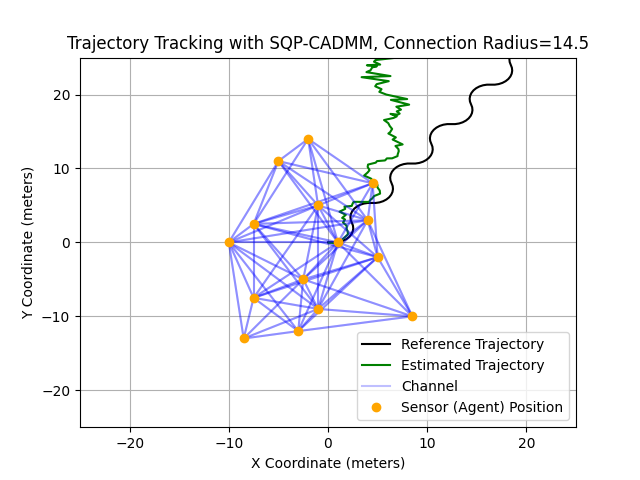 Trajectory Tracking with SQP-CADMM, Connection Radius=14.5
Y Coordinate (meters)
20
10
0
−10
−20
Reference Trajectory
Estimated Trajectory
Channel
Sensor (Agent) Position
−20 −10 0 10 20
X Coordinate (meters)